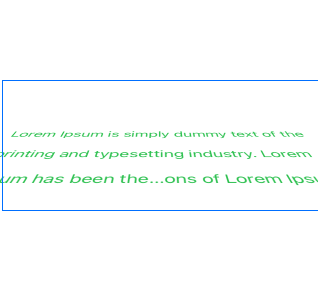 Lorem Ipsum is simply dummy text of the
printing and typesetting industry. Lorem
um has been the...ons of Lorem Ips